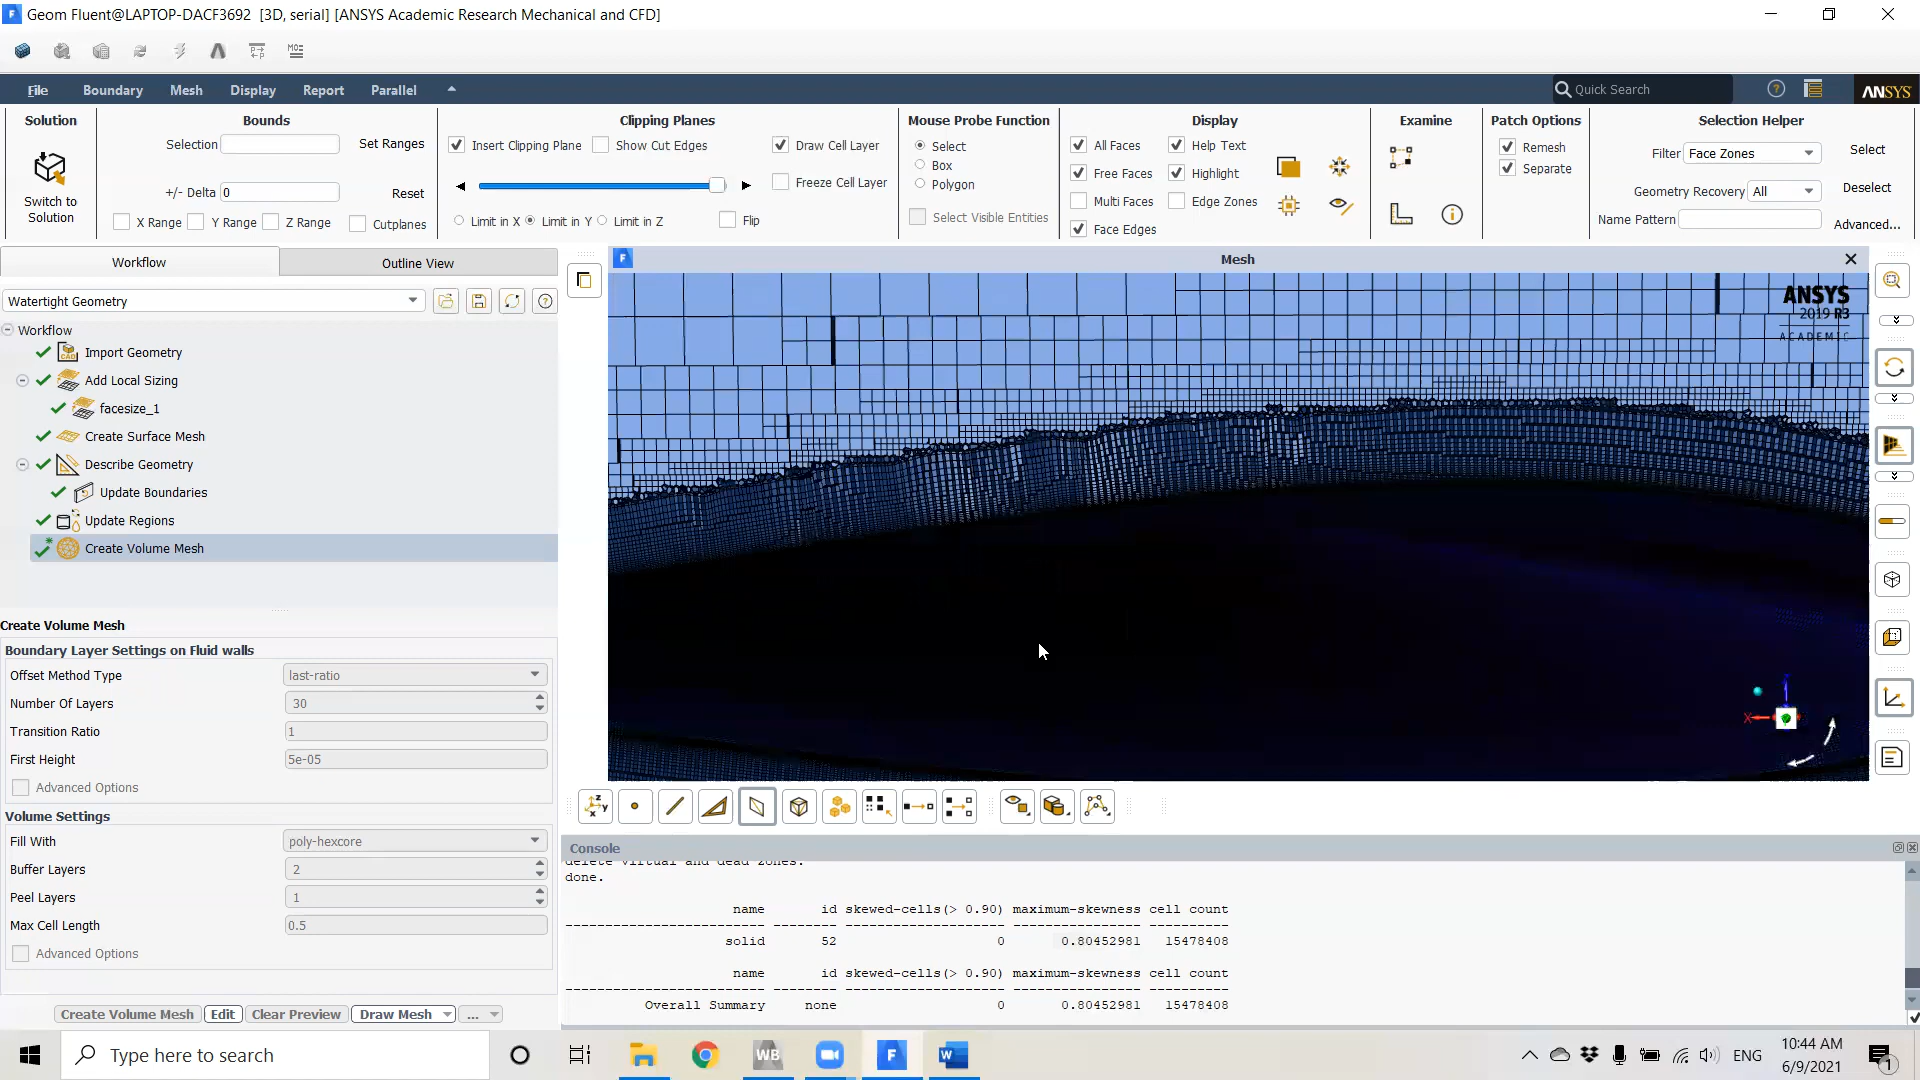 Geom Fluent@LAPTOP-DACF3692 [3D, serial] [ANSYS Academic Research Mechanical and CFD]
File Boundary Mesh Display Report Parallel Quick Search ANSYS
Solution Bounds Clipping Planes Mouse Probe Function Display Examine Patch Options Selection Helper
Switch to Solution
Selection Set Ranges
+/- Delta 0 Reset
X Range Y Range Z Range Cutplanes
Insert Clipping Plane Show Cut Edges Draw Cell Layer
Freeze Cell Layer
Limit in X Limit in Y Limit in Z Flip
Select
Box
Polygon
Select Visible Entities
All Faces Help Text
Free Faces Highlight
Multi Faces Edge Zones
Face Edges
Remesh
Separate
Filter Face Zones Select
Geometry Recovery All Deselect
Name Pattern Advanced...
Workflow Outline View
Watertight Geometry
Workflow
Import Geometry
Add Local Sizing
facesize_1
Create Surface Mesh
Describe Geometry
Update Boundaries
Update Regions
Create Volume Mesh
Mesh
ANSYS
2019 R3
ACADEMIC
X
Create Volume Mesh
Boundary Layer Settings on Fluid walls
Offset Method Type last-ratio
Number Of Layers 30
Transition Ratio 1
First Height 5e-05
Advanced Options
Volume Settings
Fill With poly-hexcore
Buffer Layers 2
Peel Layers 1
Max Cell Length 0.5
Advanced Options
Create Volume Mesh Edit Clear Preview Draw Mesh ...
Console
delete virtual and dead zones.
done.
name id skewed-cells(> 0.90) maximum-skewness cell count
solid 52 0 0.80452981 15478408
name id skewed-cells(> 0.90) maximum-skewness cell count
Overall Summary none 0 0.80452981 15478408
Type here to search
WB
F
W
ENG
10:44 AM
6/9/2021
1